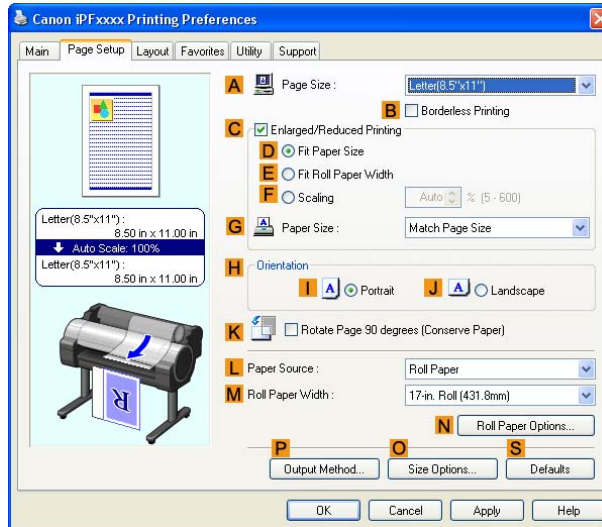 Canon iPFxxxx Printing Preferences
Main Page Setup Layout Favorites Utility Support
A Page Size : Letter(8.5"x11")
B Borderless Printing
C Enlarged/Reduced Printing
D Fit Paper Size
E Fit Roll Paper Width
F Scaling Auto % (5 - 600)
Letter(8.5"x11") :
8.50 in x 11.00 in
Auto Scale: 100%
Letter(8.5"x11") :
8.50 in x 11.00 in
G A Paper Size : Match Page Size
H Orientation
I A Portrait J A Landscape
K Rotate Page 90 degrees (Conserve Paper)
R
L Paper Source : Roll Paper
M Roll Paper Width : 17-in. Roll (431.8mm)
N Roll Paper Options...
P O S
Output Method... Size Options... Defaults
OK Cancel Apply Help